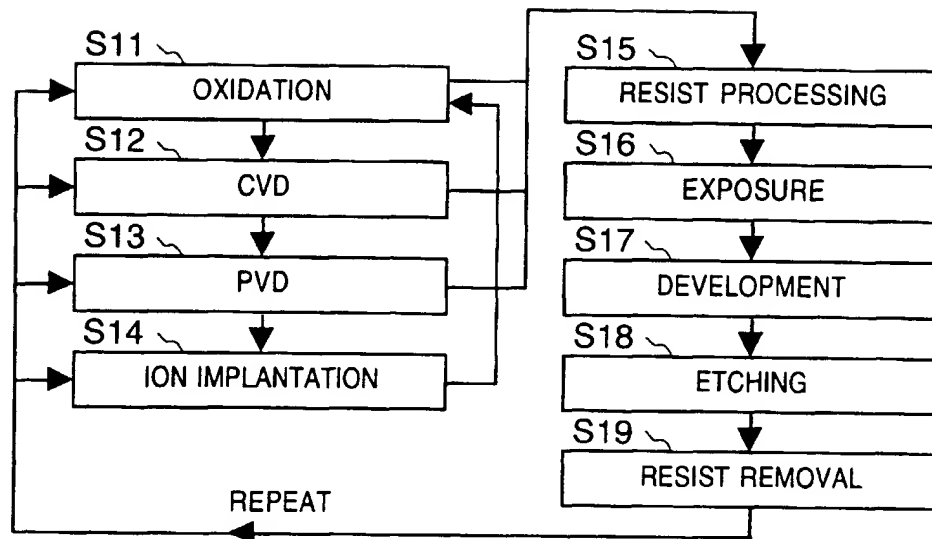 S11
OXIDATION
S12
CVD
S13
PVD
S14
ION IMPLANTATION
S15
RESIST PROCESSING
S16
EXPOSURE
S17
DEVELOPMENT
S18
ETCHING
S19
RESIST REMOVAL
REPEAT